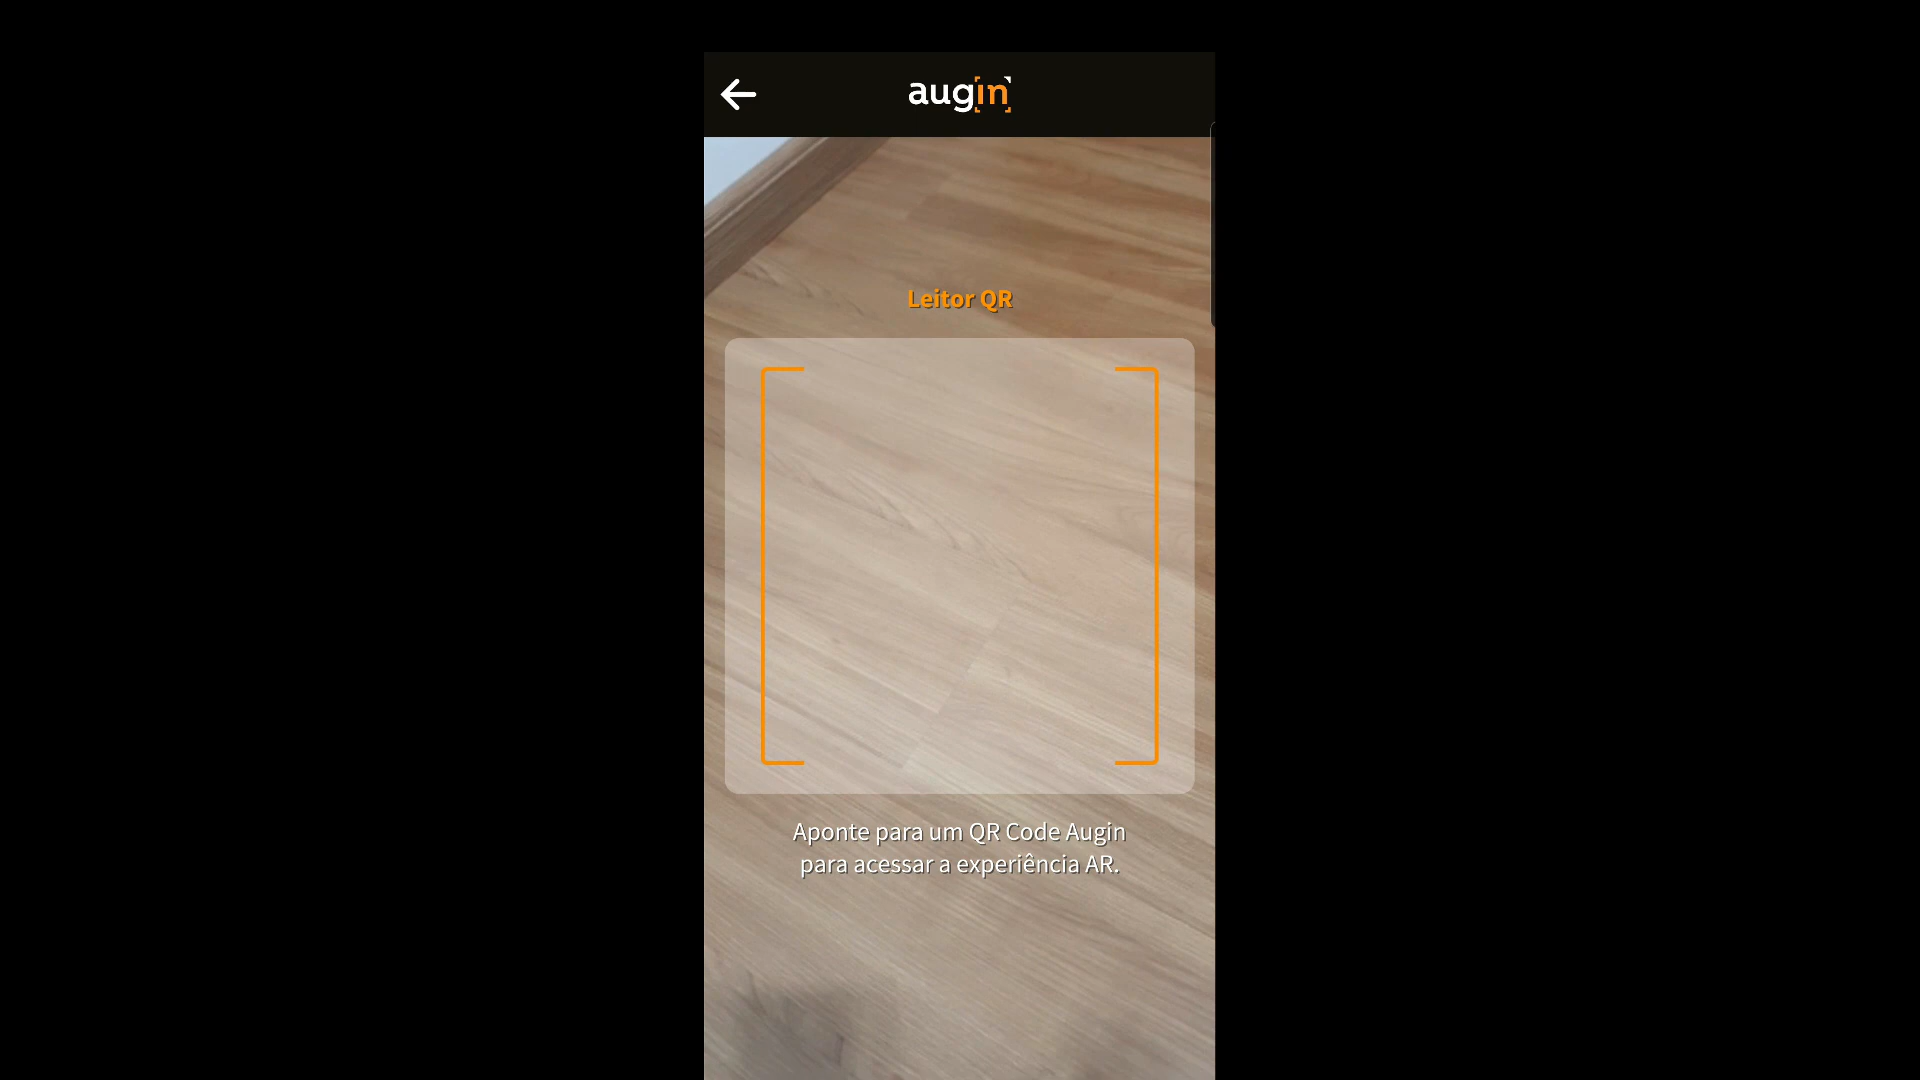 augin
Leitor QR
Aponte para um QR Code Augin
para acessar a experiência AR.